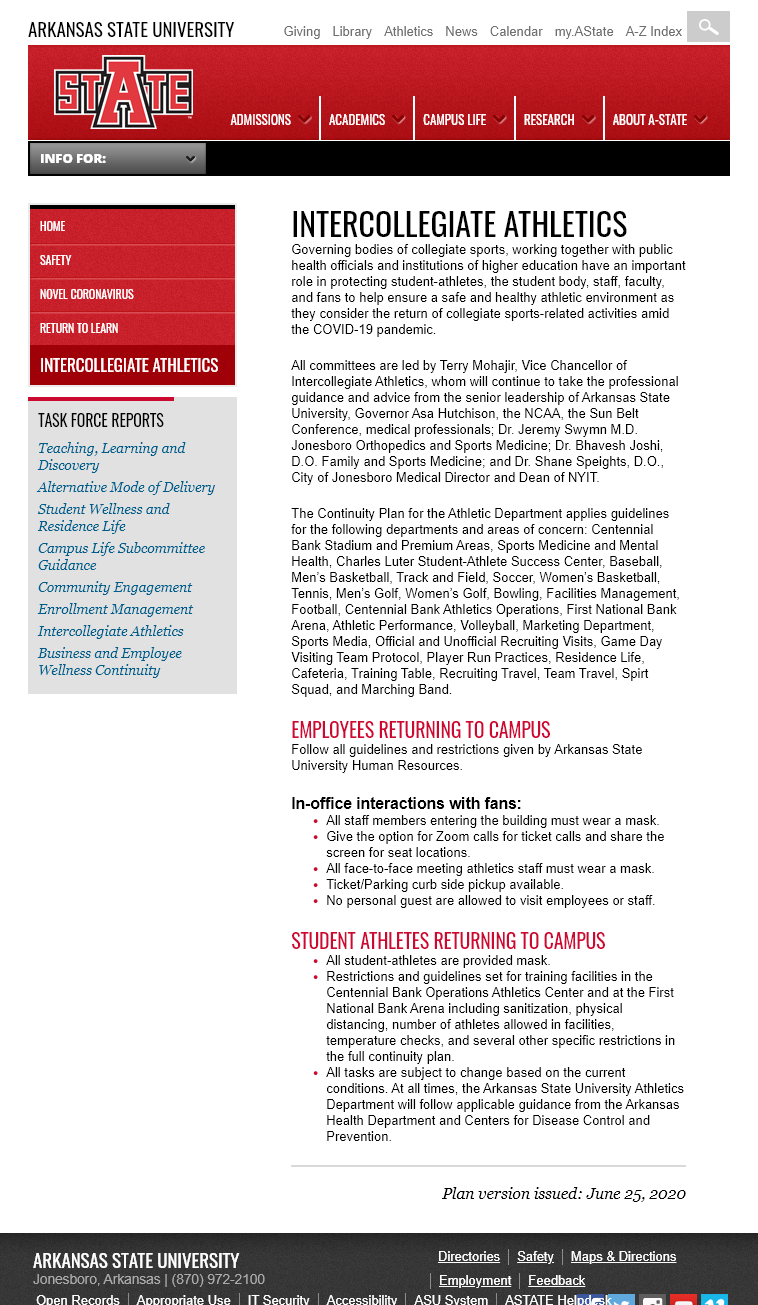 ARKANSAS STATE UNIVERSITY
Giving Library Athletics News Calendar my.AState A-Z Index
STATE
ADMISSIONS ACADEMICS CAMPUS LIFE RESEARCH ABOUT A-STATE
INFO FOR:
HOME
SAFETY
NOVEL CORONAVIRUS
RETURN TO LEARN
INTERCOLLEGIATE ATHLETICS
TASK FORCE REPORTS
Teaching, Learning and
Discovery
Alternative Mode of Delivery
Student Wellness and
Residence Life
Campus Life Subcommittee
Guidance
Community Engagement
Enrollment Management
Intercollegiate Athletics
Business and Employee
Wellness Continuity
INTERCOLLEGIATE ATHLETICS
Governing bodies of collegiate sports, working together with public
health officials and institutions of higher education have an important
role in protecting student-athletes, the student body, staff, faculty,
and fans to help ensure a safe and healthy athletic environment as
they consider the return of collegiate sports-related activities amid
the COVID-19 pandemic.
All committees are led by Terry Mohajir, Vice Chancellor of
Intercollegiate Athletics, whom will continue to take the professional
guidance and advice from the senior leadership of Arkansas State
University, Governor Asa Hutchison, the NCAA, the Sun Belt
Conference, medical professionals; Dr. Jeremy Swymn M.D.
Jonesboro Orthopedics and Sports Medicine; Dr. Bhavesh Joshi,
D.O. Family and Sports Medicine; and Dr. Shane Speights, D.O.,
City of Jonesboro Medical Director and Dean of NYIT.
The Continuity Plan for the Athletic Department applies guidelines
for the following departments and areas of concern: Centennial
Bank Stadium and Premium Areas, Sports Medicine and Mental
Health, Charles Luter Student-Athlete Success Center, Baseball,
Men's Basketball, Track and Field, Soccer, Women's Basketball,
Tennis, Men's Golf, Women's Golf, Bowling, Facilities Management,
Football, Centennial Bank Athletics Operations, First National Bank
Arena, Athletic Performance, Volleyball, Marketing Department,
Sports Media, Official and Unofficial Recruiting Visits, Game Day
Visiting Team Protocol, Player Run Practices, Residence Life,
Cafeteria, Training Table, Recruiting Travel, Team Travel, Spirt
Squad, and Marching Band.
EMPLOYEES RETURNING TO CAMPUS
Follow all guidelines and restrictions given by Arkansas State
University Human Resources.
In-office interactions with fans:
• All staff members entering the building must wear a mask.
• Give the option for Zoom calls for ticket calls and share the
screen for seat locations.
• All face-to-face meeting athletics staff must wear a mask.
• Ticket/Parking curb side pickup available.
• No personal guest are allowed to visit employees or staff.
STUDENT ATHLETES RETURNING TO CAMPUS
• All student-athletes are provided mask.
• Restrictions and guidelines set for training facilities in the
Centennial Bank Operations Athletics Center and at the First
National Bank Arena including sanitization, physical
distancing, number of athletes allowed in facilities,
temperature checks, and several other specific restrictions in
the full continuity plan.
• All tasks are subject to change based on the current
conditions. At all times, the Arkansas State University Athletics
Department will follow applicable guidance from the Arkansas
Health Department and Centers for Disease Control and
Prevention.
Plan version issued: June 25, 2020
ARKANSAS STATE UNIVERSITY
Jonesboro, Arkansas | (870) 972-2100
Directories | Safety | Maps & Directions
| Employment | Feedback
Open Records | Appropriate Use | IT Security | Accessibility | ASU System | ASTATE Helpdesk